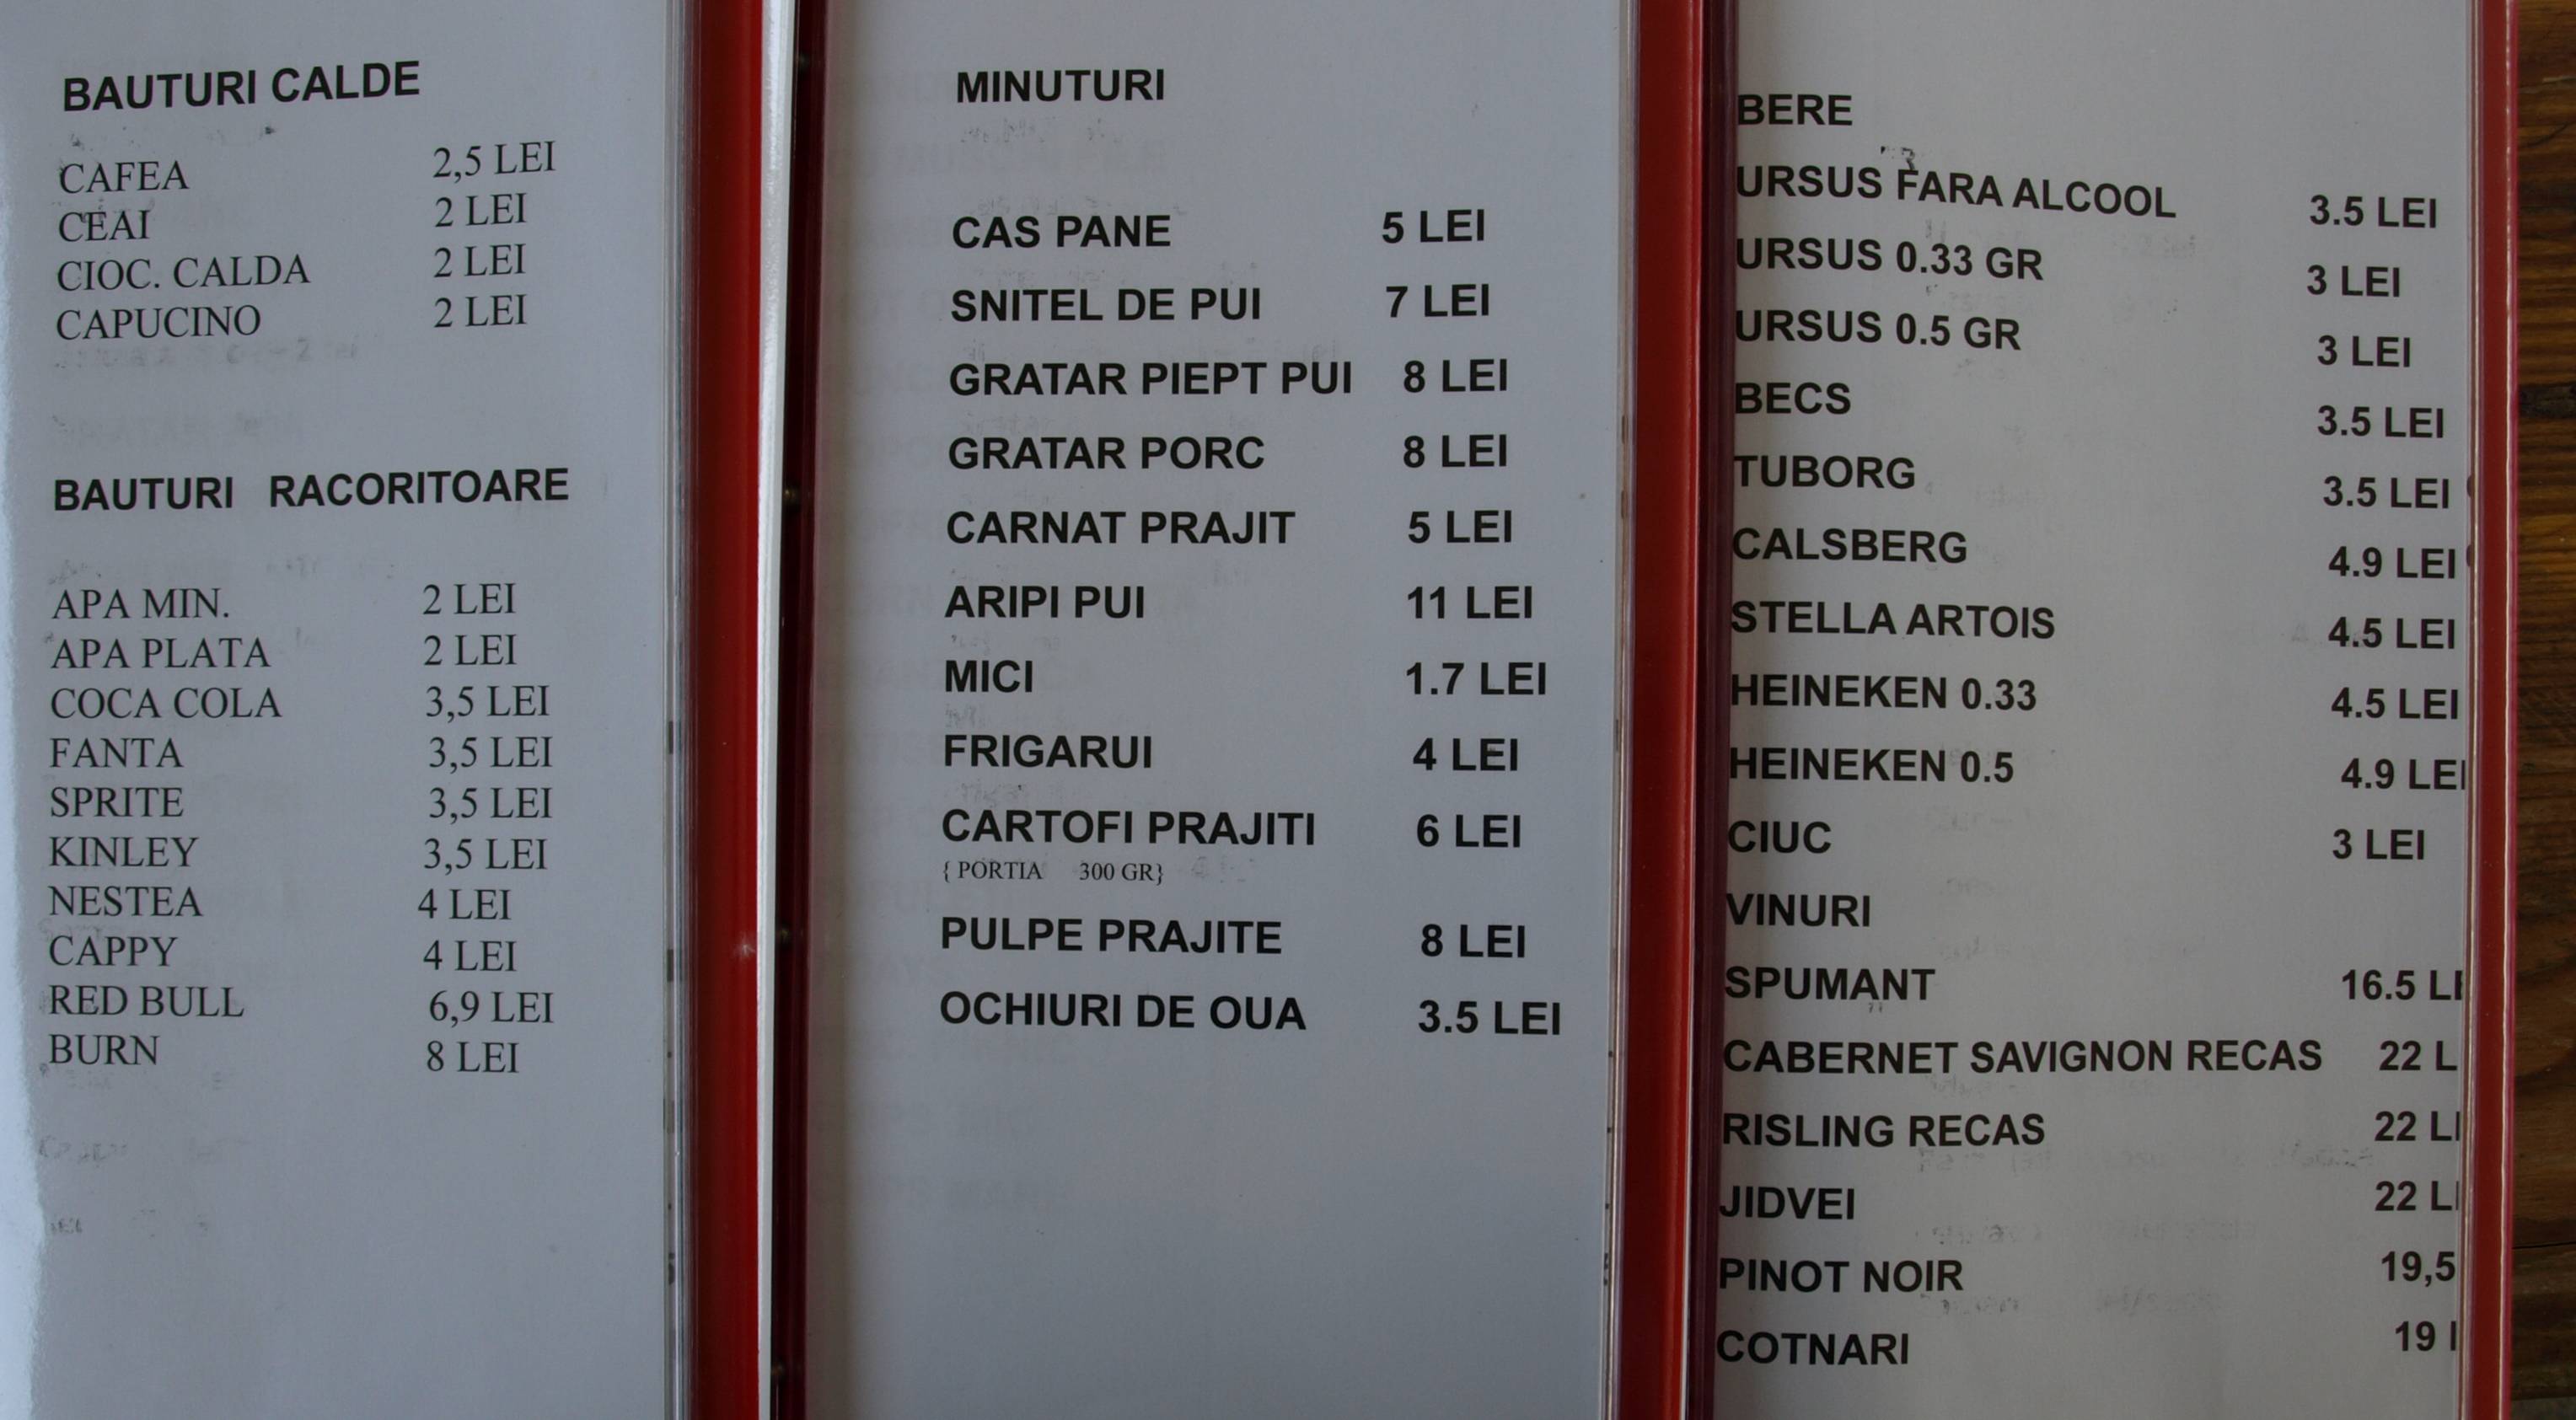 BAUTURI CALDE
CAFEA 2,5 LEI
CEAI 2 LEI
CIOC. CALDA 2 LEI
CAPUCINO 2 LEI
BAUTURI RACORITOARE
APA MIN. 2 LEI
APA PLATA 2 LEI
COCA COLA 3,5 LEI
FANTA 3,5 LEI
SPRITE 3,5 LEI
KINLEY 3,5 LEI
NESTEA 4 LEI
CAPPY 4 LEI
RED BULL 6,9 LEI
BURN 8 LEI
MINUTURI
CAS PANE 5 LEI
SNITEL DE PUI 7 LEI
GRATAR PIEPT PUI 8 LEI
GRATAR PORC 8 LEI
CARNAT PRAJIT 5 LEI
ARIPI PUI 11 LEI
MICI 1.7 LEI
FRIGARUI 4 LEI
CARTOFI PRAJITI 6 LEI
{ PORTIA 300 GR}
PULPE PRAJITE 8 LEI
OCHIURI DE OUA 3.5 LEI
BERE
URSUS FARA ALCOOL 3.5 LEI
URSUS 0.33 GR 3 LEI
URSUS 0.5 GR 3 LEI
BECS 3.5 LEI
TUBORG 3.5 LEI
CALSBERG 4.9 LEI
STELLA ARTOIS 4.5 LEI
HEINEKEN 0.33 4.5 LEI
HEINEKEN 0.5 4.9 LEI
CIUC 3 LEI
VINURI
SPUMANT 16.5 LE
CABERNET SAVIGNON RECAS 22 L
RISLING RECAS 22 L
JIDVEI 22 L
PINOT NOIR 19,5
COTNARI 19